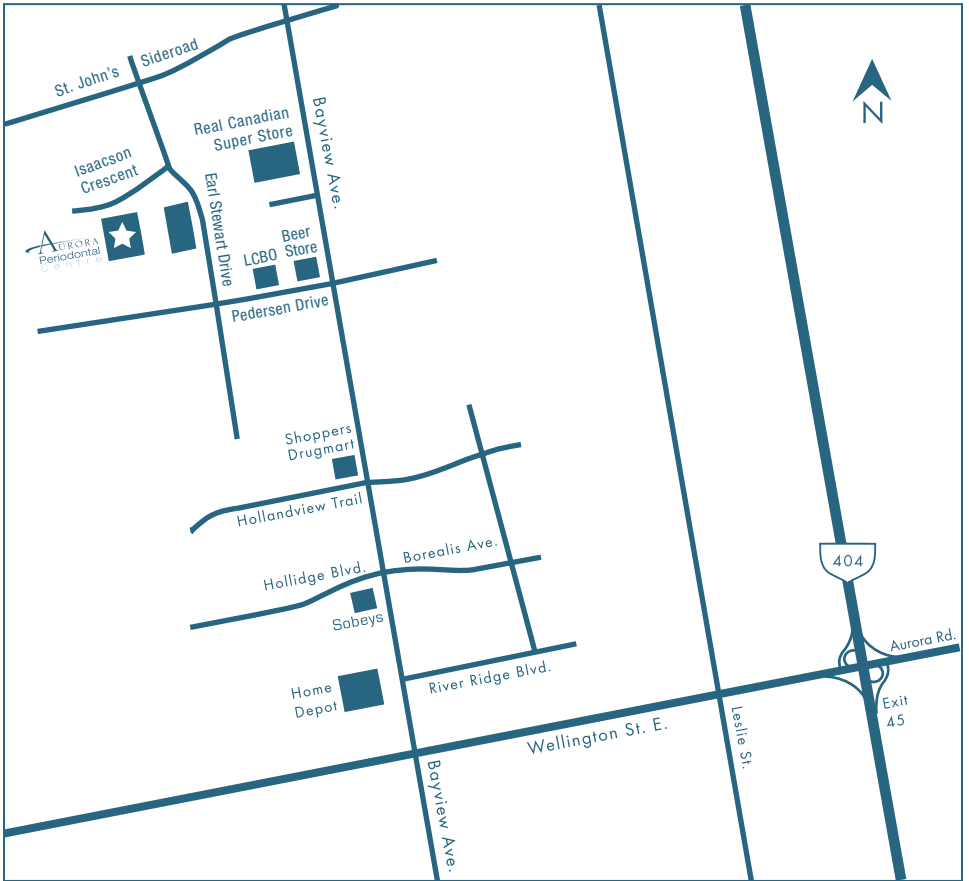 St. John's Sideroad
Bayview Ave.
N
Real Canadian
Super Store
Isaacson
Crescent
Earl Stewart Drive
AURORA
Periodontal
Centre
Beer
Store
LCBO
Pedersen Drive
Shoppers
Drugmart
Hollandview Trail
Borealis Ave.
Hollidge Blvd.
404
Sobeys
Aurora Rd.
River Ridge Blvd.
Home
Depot
Exit
45
Leslie St.
Wellington St. E.
Bayview Ave.